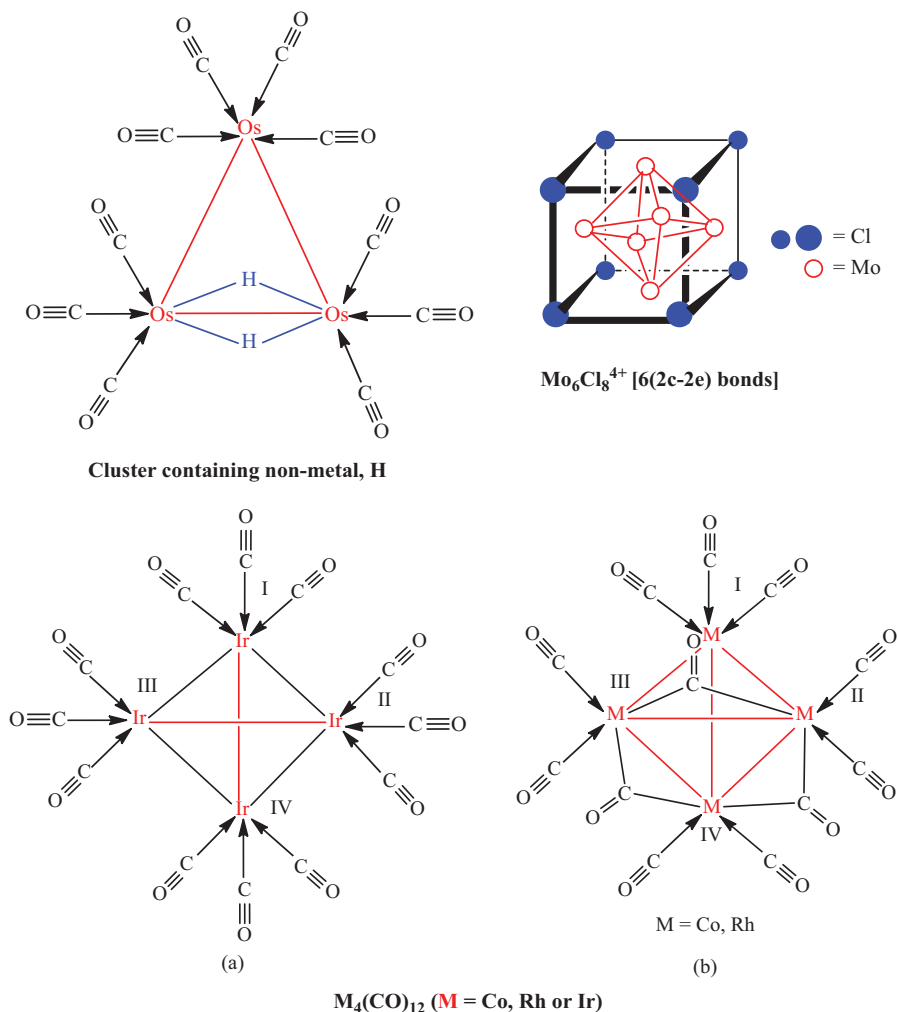 O O
C C
Os
O≡C C≡O
O O
C C
H
O≡C Os Os C≡O
H
C C
O O
Cluster containing non-metal, H
= Cl
= Mo
Mo₆Cl₈⁴⁺ [6(2c-2e) bonds]
O
O C O
C I C
Ir
O O
C III C
II
O≡C Ir Ir C≡O
C C
O O
Ir IV
C C
O C O
O
(a)
O
O C O
C I C
M
O O O
C III C C II
M M
C C
O C C O
O M O
IV
C C
O O
M = Co, Rh
(b)
M₄(CO)₁₂ (M = Co, Rh or Ir)